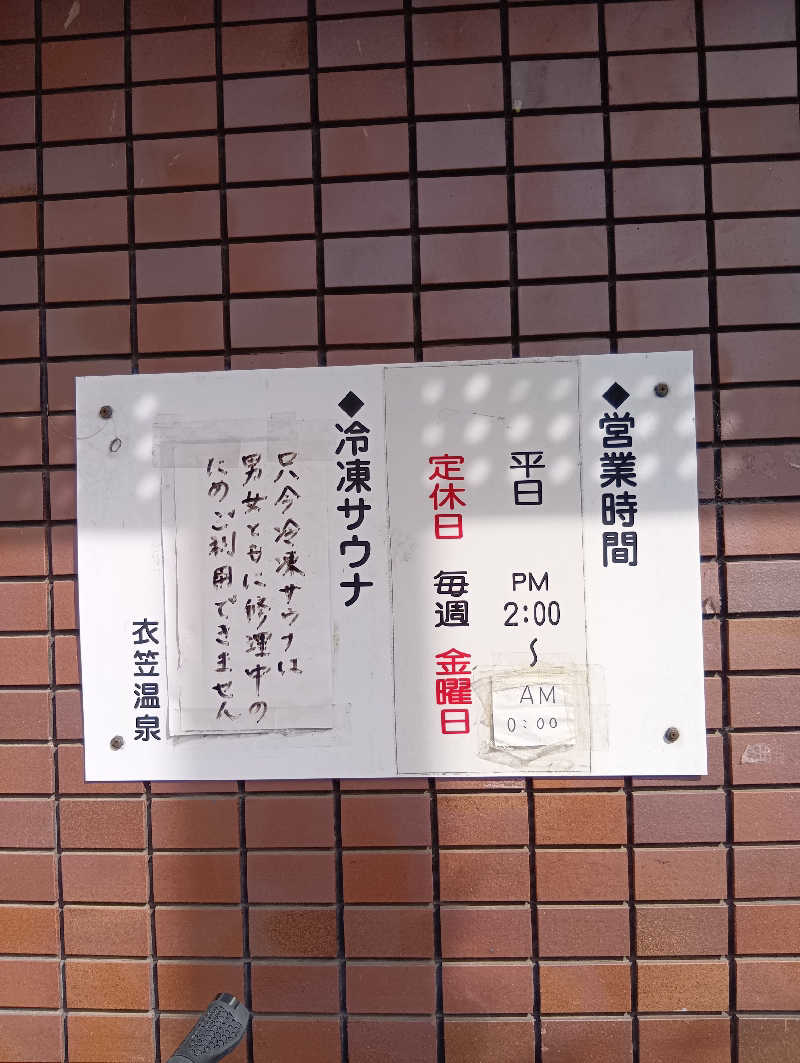 ◆営業時間
平日 PM 2:00 〜 AM 0:00
定休日 毎週 金曜日
◆冷凍サウナ
只今冷凍サウナは
男女ともに修理中の
ためご利用できません
衣笠温泉